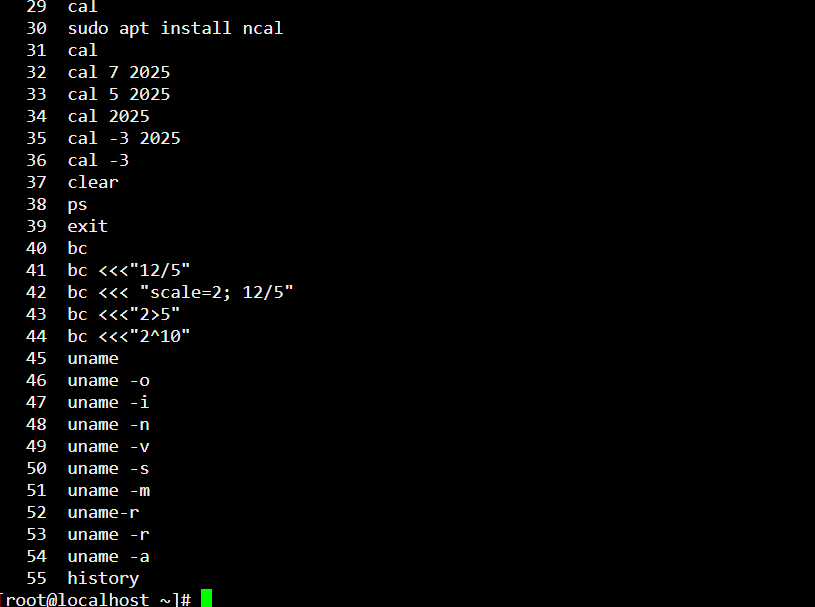 29 cal
30 sudo apt install ncal
31 cal
32 cal 7 2025
33 cal 5 2025
34 cal 2025
35 cal -3 2025
36 cal -3
37 clear
38 ps
39 exit
40 bc
41 bc <<<"12/5"
42 bc <<< "scale=2; 12/5"
43 bc <<<"2>5"
44 bc <<<"2^10"
45 uname
46 uname -o
47 uname -i
48 uname -n
49 uname -v
50 uname -s
51 uname -m
52 uname-r
53 uname -r
54 uname -a
55 history
[root@localhost ~]#